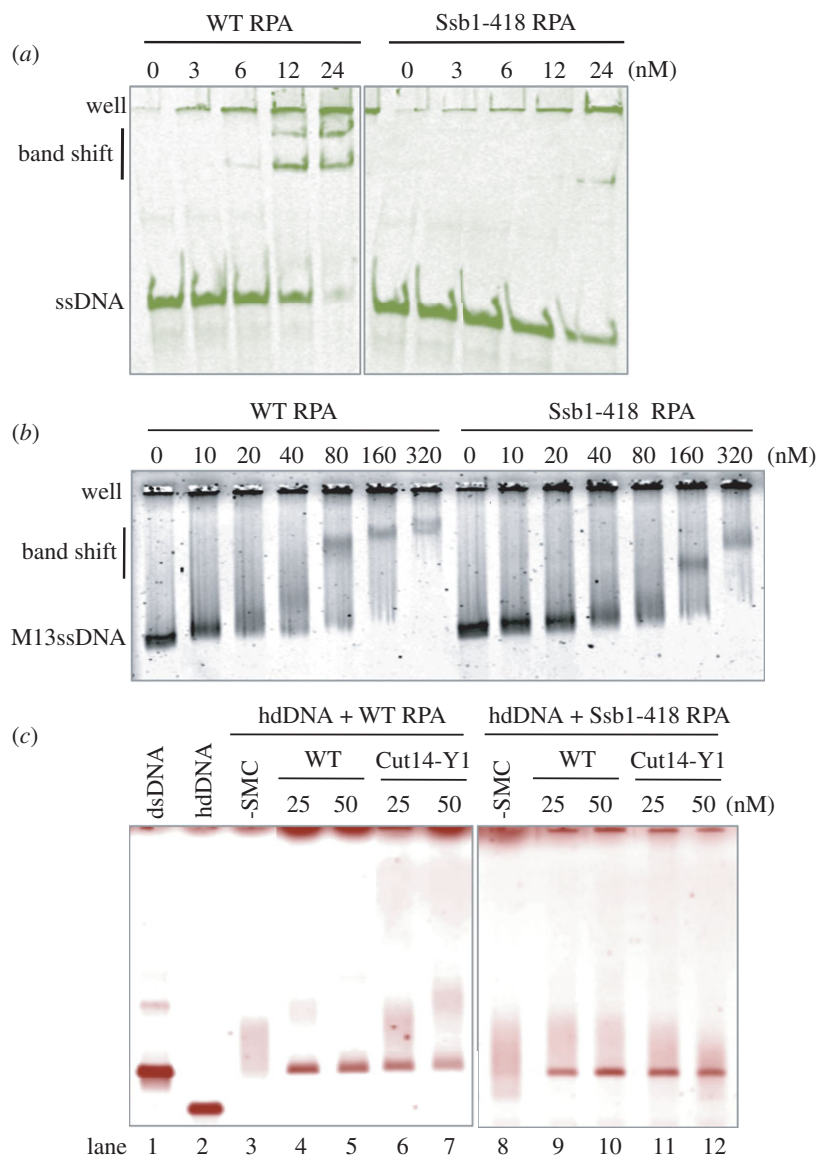 (a)
WT RPA Ssb1-418 RPA
0 3 6 12 24 0 3 6 12 24 (nM)
well
band shift
ssDNA
(b)
WT RPA Ssb1-418 RPA
0 10 20 40 80 160 320 0 10 20 40 80 160 320 (nM)
well
band shift
M13ssDNA
(c)
hdDNA + WT RPA hdDNA + Ssb1-418 RPA
dsDNA hdDNA -SMC WT Cut14-Y1 -SMC WT Cut14-Y1
25 50 25 50 25 50 25 50 (nM)
lane 1 2 3 4 5 6 7 8 9 10 11 12